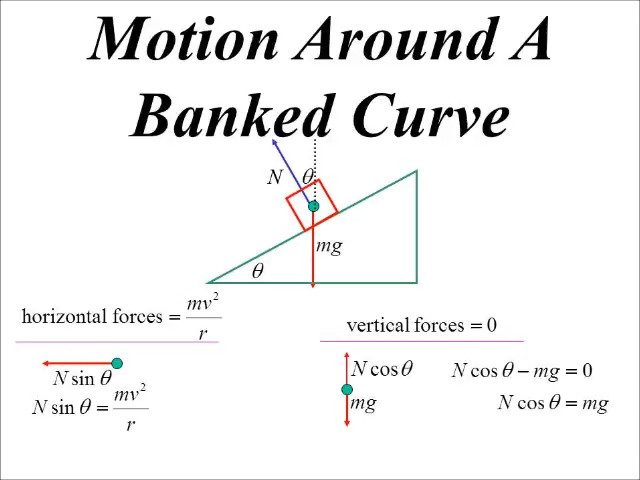 Motion Around A
Banked Curve
N θ
mg
θ
horizontal forces = mv²/r
vertical forces = 0
N sin θ
N sin θ = mv²/r
N cos θ
mg
N cos θ − mg = 0
N cos θ = mg